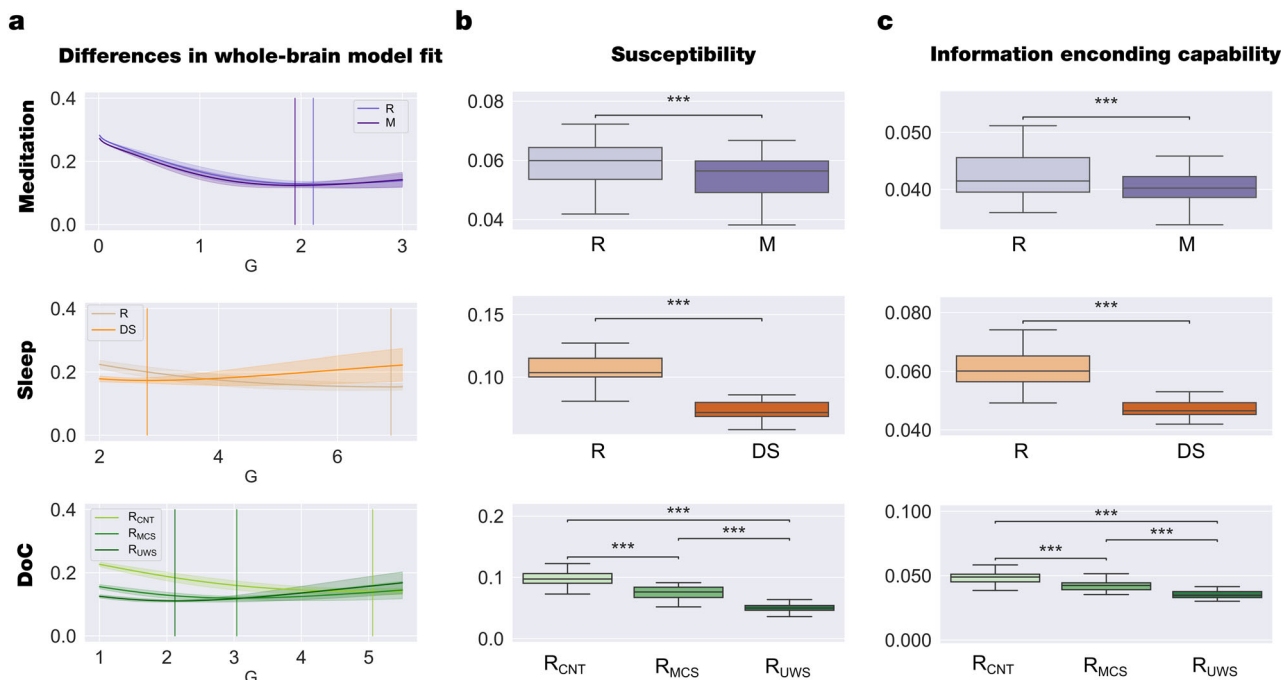 a
b
c
Differences in whole-brain model fit
Susceptibility
Information enconding capability
Meditation
0.4
0.2
0.0
R
M
0
1
2
3
G
0.08
0.06
0.04
***
R
M
0.050
0.040
***
R
M
Sleep
0.4
0.2
0.0
R
DS
2
4
6
G
0.15
0.10
***
R
DS
0.080
0.060
0.040
***
R
DS
DoC
0.4
0.2
0.0
RCNT
RMCS
RUWS
1
2
3
4
5
G
0.2
0.1
0.0
***
***
***
RCNT
RMCS
RUWS
0.100
0.050
0.000
***
***
***
RCNT
RMCS
RUWS